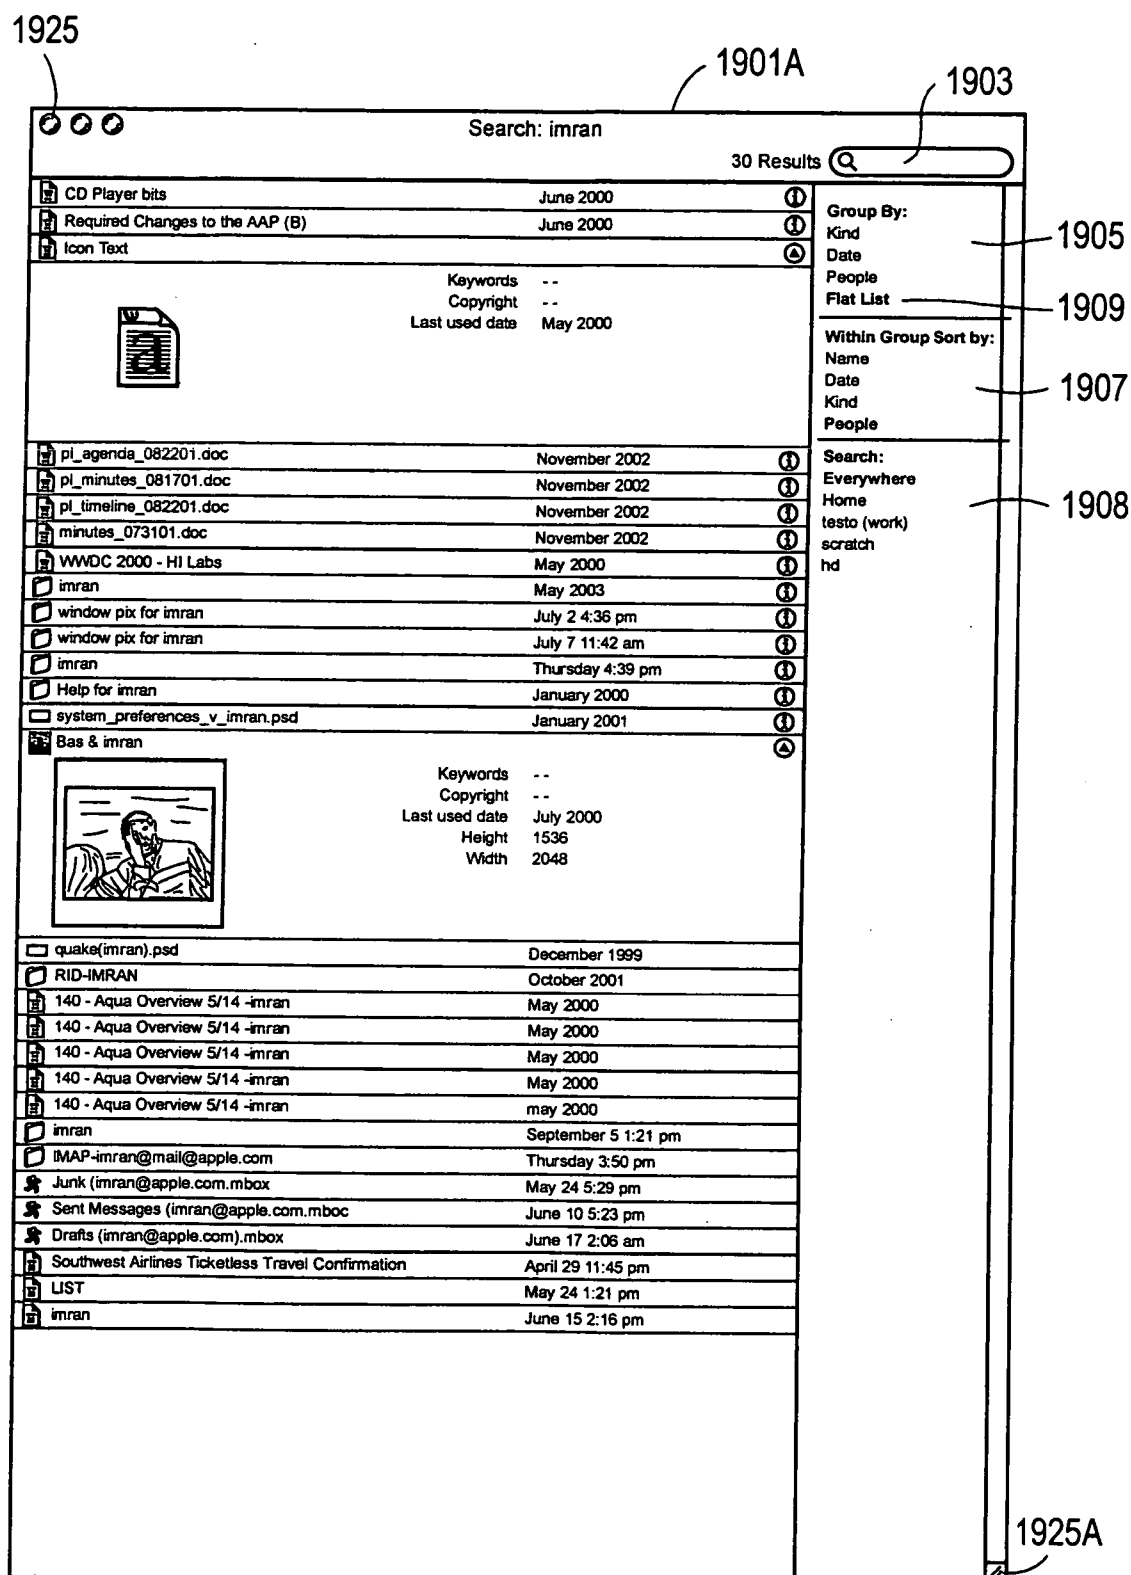 1925
1901A
1903
Search: imran
30 Results
CD Player bits June 2000
Required Changes to the AAP (B) June 2000
Icon Text
Keywords - -
Copyright - -
Last used date May 2000
Group By:
Kind
Date
People
Flat List
1905
1909
Within Group Sort by:
Name
Date
Kind
People
1907
Search:
Everywhere
Home
testo (work)
scratch
hd
1908
pl_agenda_082201.doc November 2002
pl_minutes_081701.doc November 2002
pl_timeline_082201.doc November 2002
minutes_073101.doc November 2002
WWDC 2000 - HI Labs May 2000
imran May 2003
window pix for imran July 2 4:36 pm
window pix for imran July 7 11:42 am
imran Thursday 4:39 pm
Help for imran January 2000
system_preferences_v_imran.psd January 2001
Bas & imran
Keywords - -
Copyright - -
Last used date July 2000
Height 1536
Width 2048
quake(imran).psd December 1999
RID-IMRAN October 2001
140 - Aqua Overview 5/14 -imran May 2000
140 - Aqua Overview 5/14 -imran May 2000
140 - Aqua Overview 5/14 -imran May 2000
140 - Aqua Overview 5/14 -imran May 2000
140 - Aqua Overview 5/14 -imran may 2000
imran September 5 1:21 pm
IMAP-imran@mail@apple.com Thursday 3:50 pm
Junk (imran@apple.com.mbox May 24 5:29 pm
Sent Messages (imran@apple.com.mboc June 10 5:23 pm
Drafts (imran@apple.com).mbox June 17 2:06 am
Southwest Airlines Ticketless Travel Confirmation April 29 11:45 pm
LIST May 24 1:21 pm
imran June 15 2:16 pm
1925A